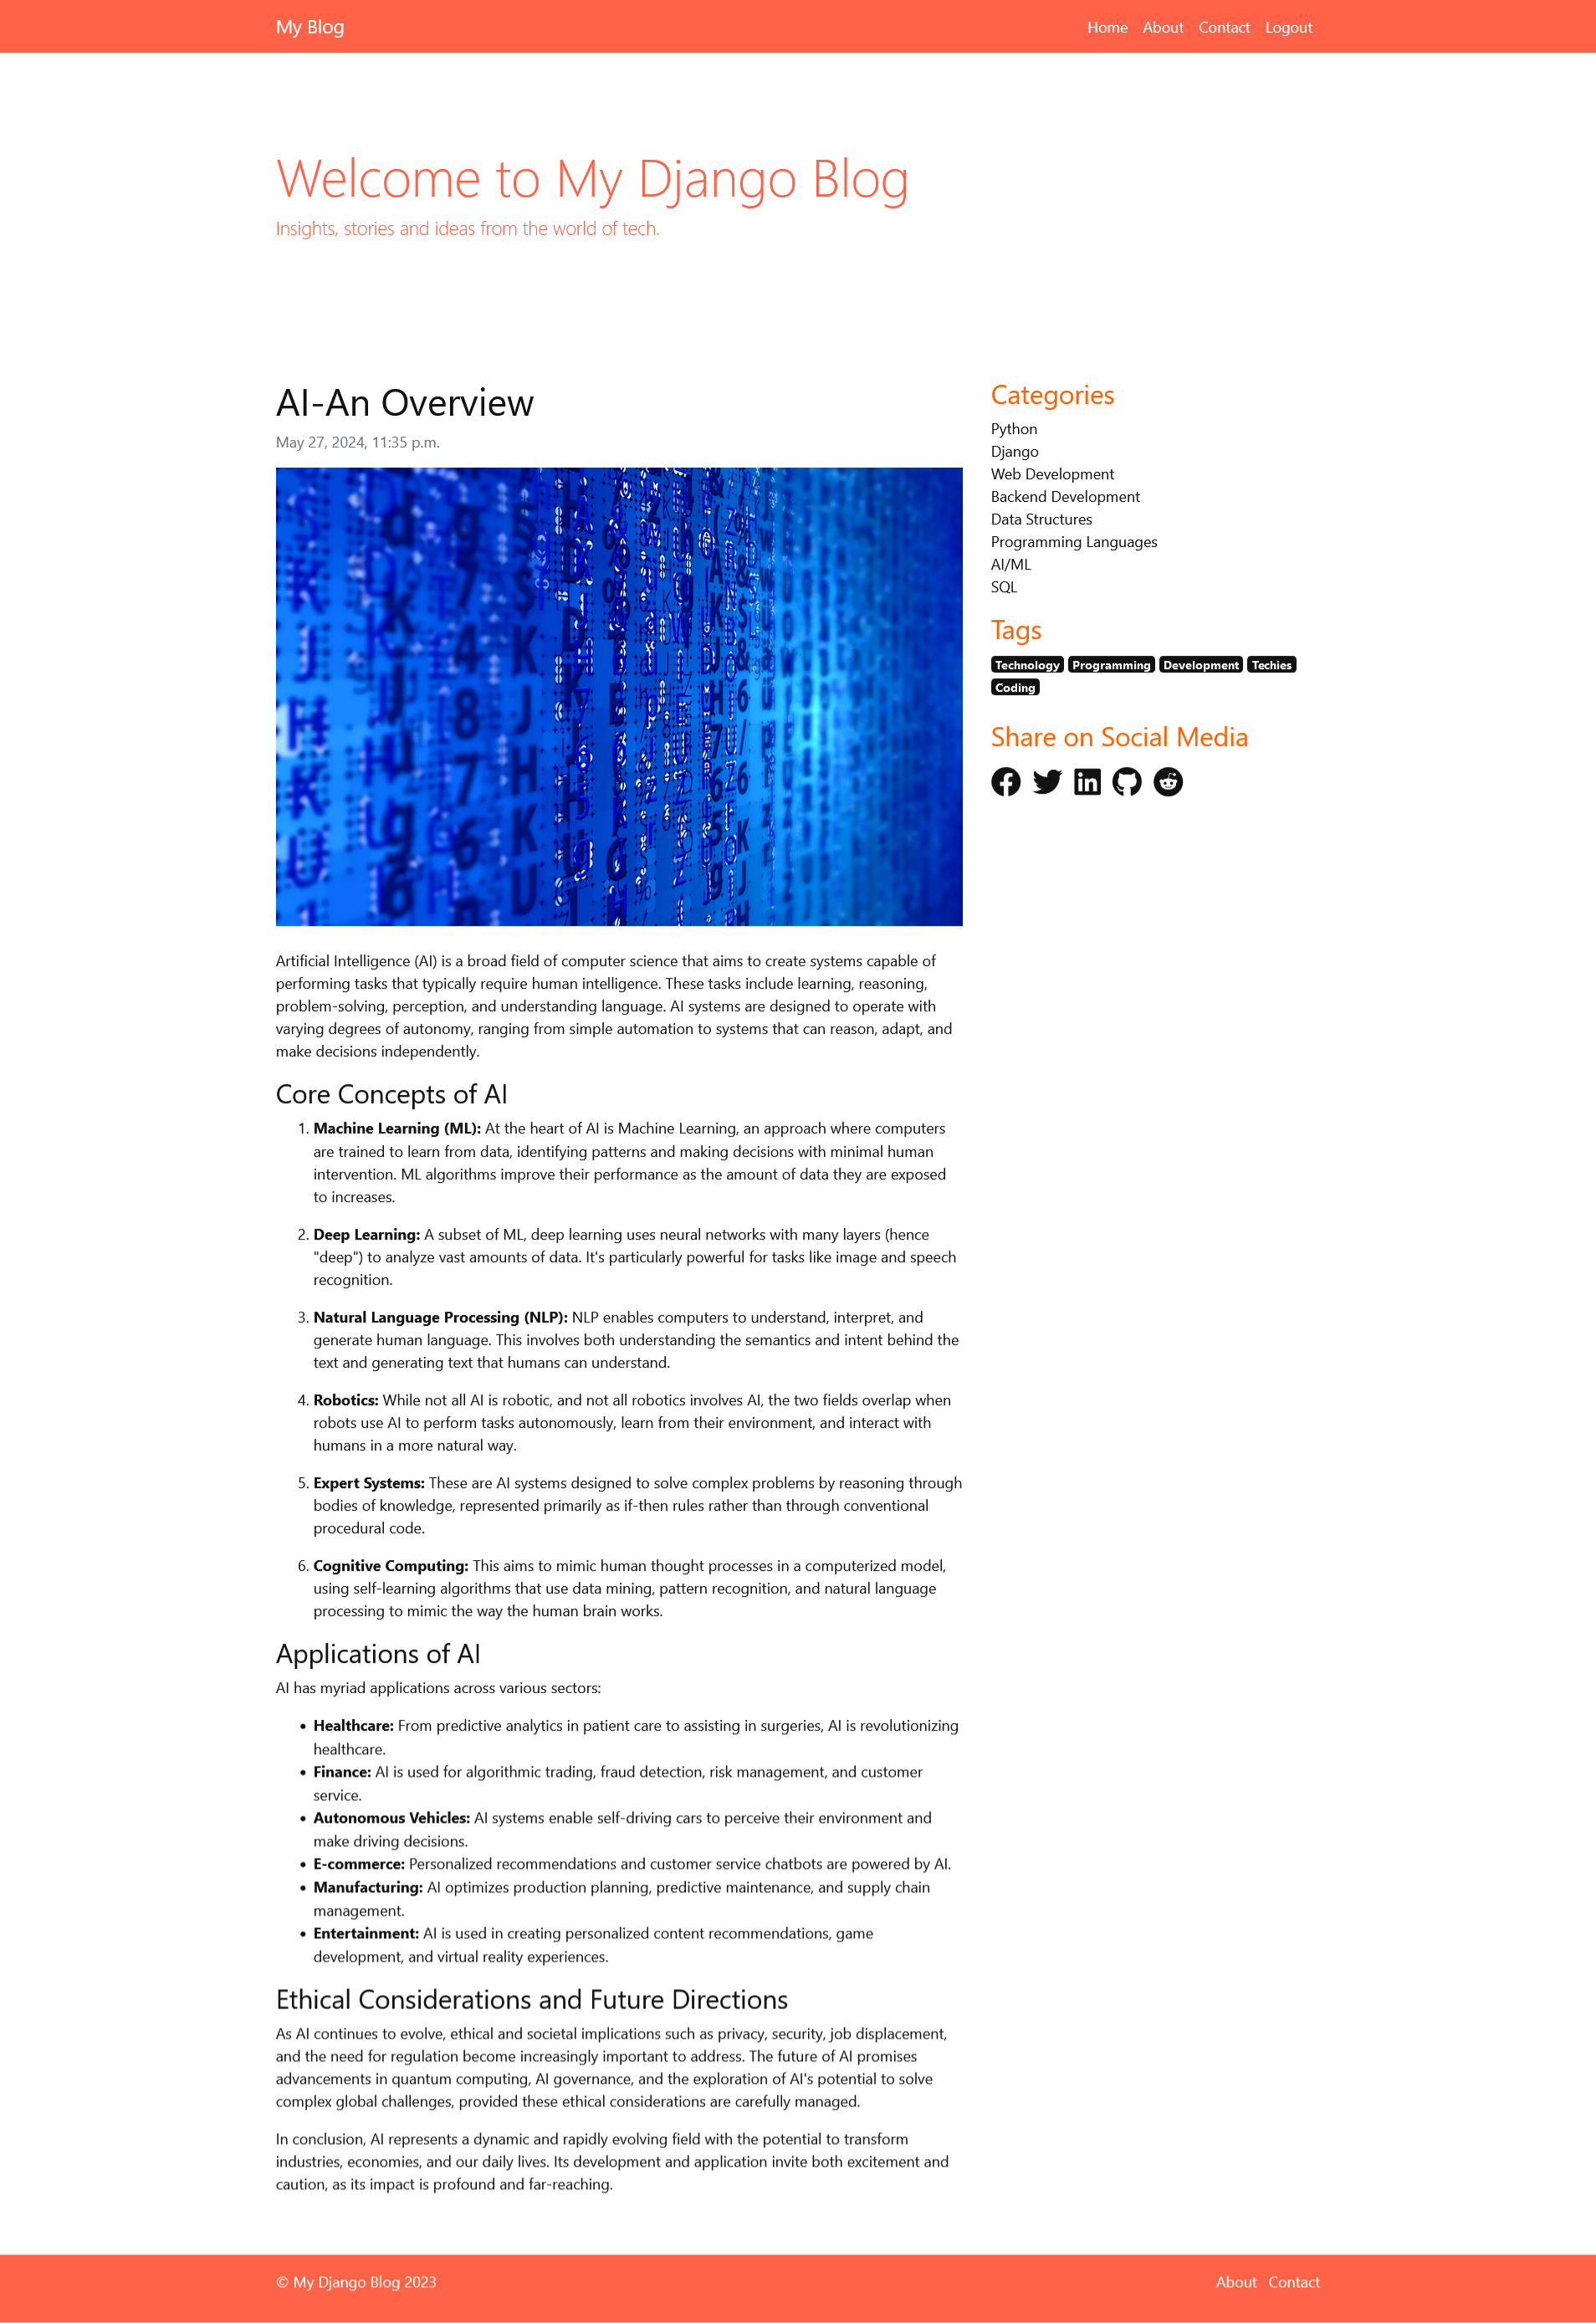 My Blog
Home About Contact Logout
Welcome to My Django Blog
Insights, stories and ideas from the world of tech.
AI-An Overview
May 27, 2024, 11:35 p.m.
Artificial Intelligence (AI) is a broad field of computer science that aims to create systems capable of
performing tasks that typically require human intelligence. These tasks include learning, reasoning,
problem-solving, perception, and understanding language. AI systems are designed to operate with
varying degrees of autonomy, ranging from simple automation to systems that can reason, adapt, and
make decisions independently.
Core Concepts of AI
1. Machine Learning (ML): At the heart of AI is Machine Learning, an approach where computers
are trained to learn from data, identifying patterns and making decisions with minimal human
intervention. ML algorithms improve their performance as the amount of data they are exposed
to increases.
2. Deep Learning: A subset of ML, deep learning uses neural networks with many layers (hence
"deep") to analyze vast amounts of data. It's particularly powerful for tasks like image and speech
recognition.
3. Natural Language Processing (NLP): NLP enables computers to understand, interpret, and
generate human language. This involves both understanding the semantics and intent behind the
text and generating text that humans can understand.
4. Robotics: While not all AI is robotic, and not all robotics involves AI, the two fields overlap when
robots use AI to perform tasks autonomously, learn from their environment, and interact with
humans in a more natural way.
5. Expert Systems: These are AI systems designed to solve complex problems by reasoning through
bodies of knowledge, represented primarily as if-then rules rather than through conventional
procedural code.
6. Cognitive Computing: This aims to mimic human thought processes in a computerized model,
using self-learning algorithms that use data mining, pattern recognition, and natural language
processing to mimic the way the human brain works.
Applications of AI
AI has myriad applications across various sectors:
• Healthcare: From predictive analytics in patient care to assisting in surgeries, AI is revolutionizing
healthcare.
• Finance: AI is used for algorithmic trading, fraud detection, risk management, and customer
service.
• Autonomous Vehicles: AI systems enable self-driving cars to perceive their environment and
make driving decisions.
• E-commerce: Personalized recommendations and customer service chatbots are powered by AI.
• Manufacturing: AI optimizes production planning, predictive maintenance, and supply chain
management.
• Entertainment: AI is used in creating personalized content recommendations, game
development, and virtual reality experiences.
Ethical Considerations and Future Directions
As AI continues to evolve, ethical and societal implications such as privacy, security, job displacement,
and the need for regulation become increasingly important to address. The future of AI promises
advancements in quantum computing, AI governance, and the exploration of AI's potential to solve
complex global challenges, provided these ethical considerations are carefully managed.
In conclusion, AI represents a dynamic and rapidly evolving field with the potential to transform
industries, economies, and our daily lives. Its development and application invite both excitement and
caution, as its impact is profound and far-reaching.
Categories
Python
Django
Web Development
Backend Development
Data Structures
Programming Languages
AI/ML
SQL
Tags
Technology Programming Development Techies
Coding
Share on Social Media
© My Django Blog 2023
About Contact